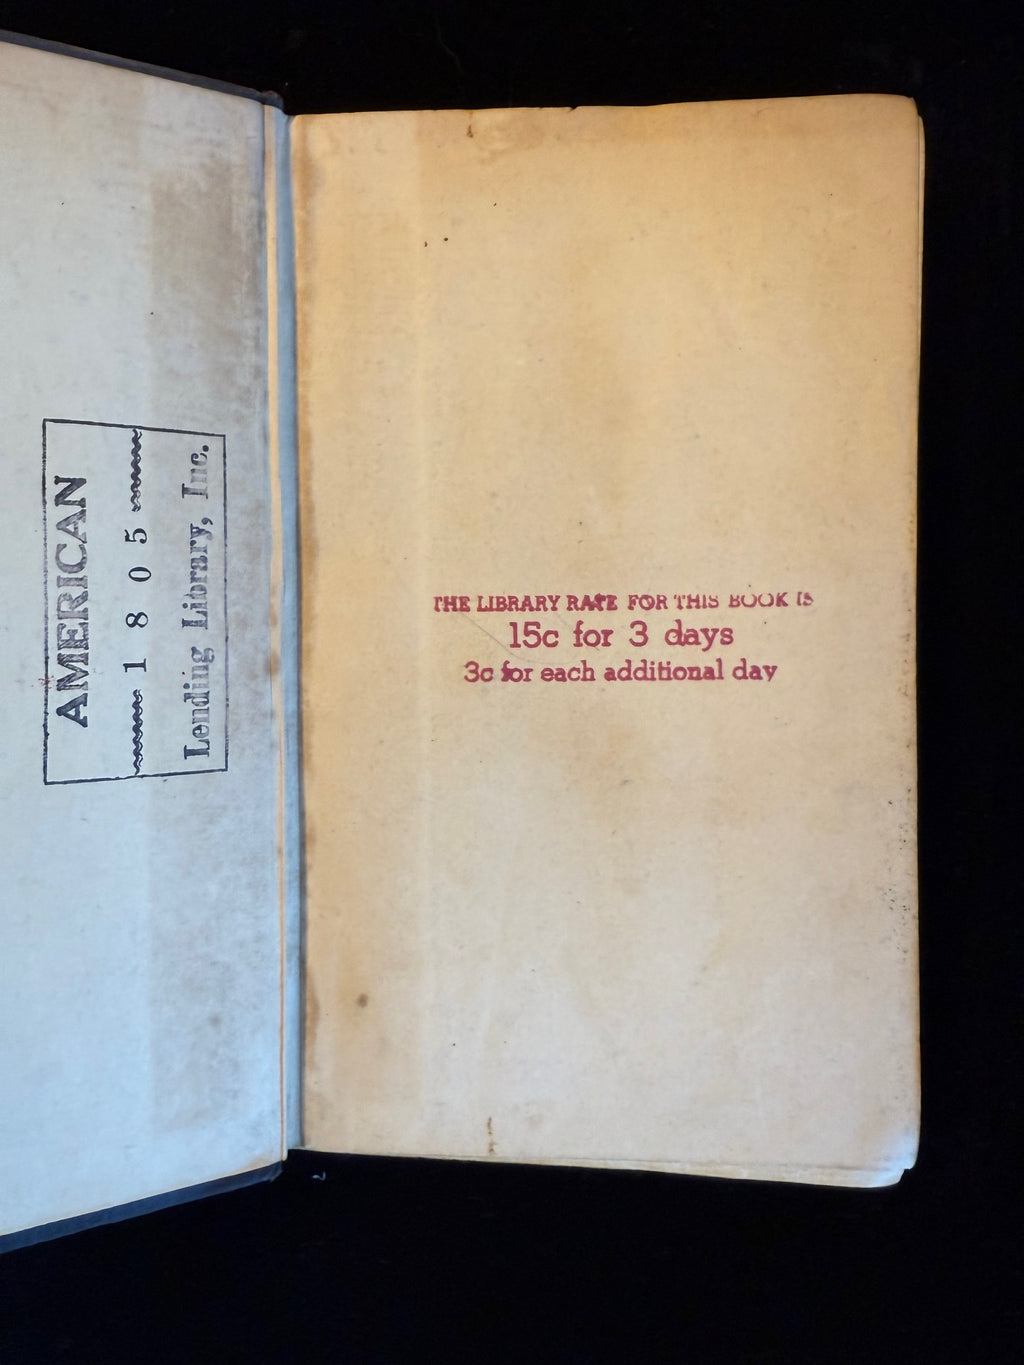 AMERICAN
1805
Lending Library, Inc.
THE LIBRARY RATE FOR THIS BOOK IS
15c for 3 days
3c for each additional day